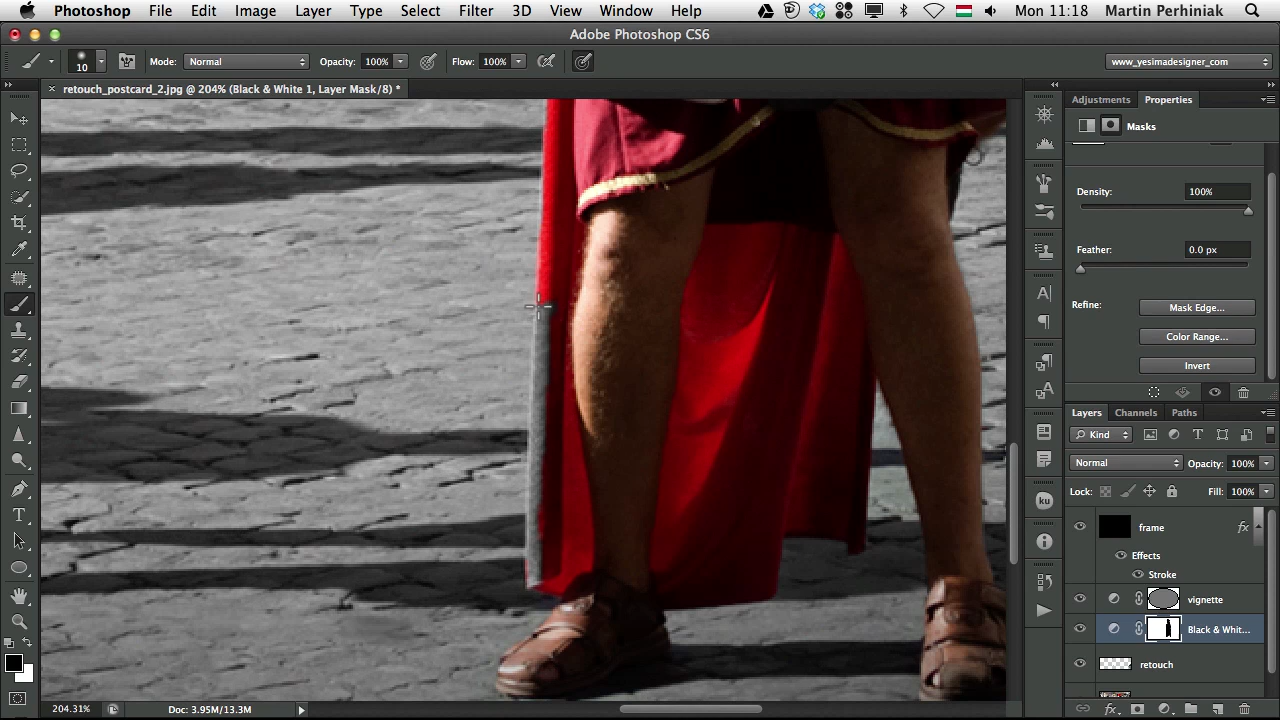 Photoshop File Edit Image Layer Type Select Filter 3D View Window Help Mon 11:18 Martin Perhiniak
Adobe Photoshop CS6
10 Mode: Normal Opacity: 100% Flow: 100% www_yesimadesigner_com
× retouch_postcard_2.jpg @ 204% (Black & White 1, Layer Mask/8) *
Adjustments Properties
Masks
Density: 100%
Feather: 0.0 px
Refine: Mask Edge...
Color Range...
Invert
Layers Channels Paths
Kind
Normal Opacity: 100%
Lock: Fill: 100%
frame fx
Effects
Stroke
vignette
Black & Whit...
retouch
204.31% Doc: 3.95M/13.3M